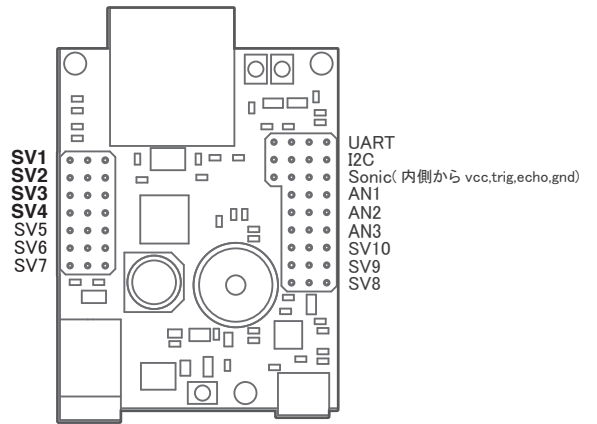 SV1
SV2
SV3
SV4
SV5
SV6
SV7
UART
I2C
Sonic( 内側から vcc,trig,echo,gnd)
AN1
AN2
AN3
SV10
SV9
SV8